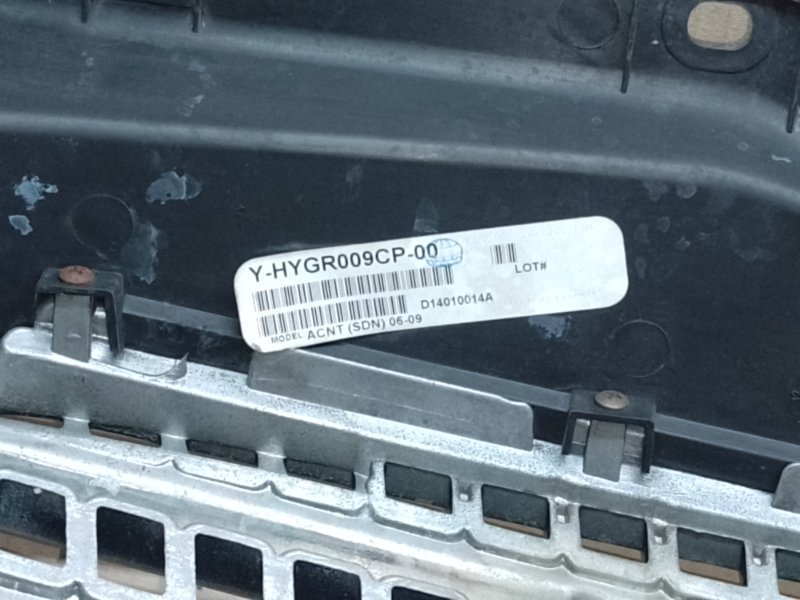 Y-HYGR009CP-00
LOT#
D14010014A
MODEL ACNT (SDN) 06-09